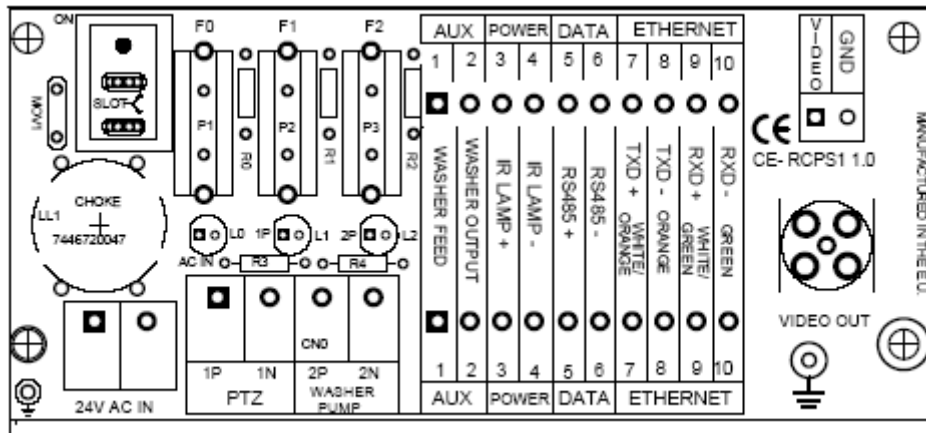 ON
F0 F1 F2
AUX POWER DATA ETHERNET
1 2 3 4 5 6 7 8 9 10
VIDEO
GND
MOV1
SLOT
P1 P2 P3
R0 R1 R2
CE
CE- RCPS1 1.0
MANUFACTURED IN THE E.U.
WASHER FEED
WASHER OUTPUT
IR LAMP +
IR LAMP -
RS485 +
RS485 -
TXD + WHITE/ORANGE
TXD - ORANGE
RXD + WHITE/GREEN
RXD - GREEN
CHOKE
LL1
7446720047
L0 1P L1 2P L2
AC IN R3 R4
CN0
VIDEO OUT
1P 1N 2P 2N
1 2 3 4 5 6 7 8 9 10
PTZ
WASHER
PUMP
AUX POWER DATA ETHERNET
24V AC IN